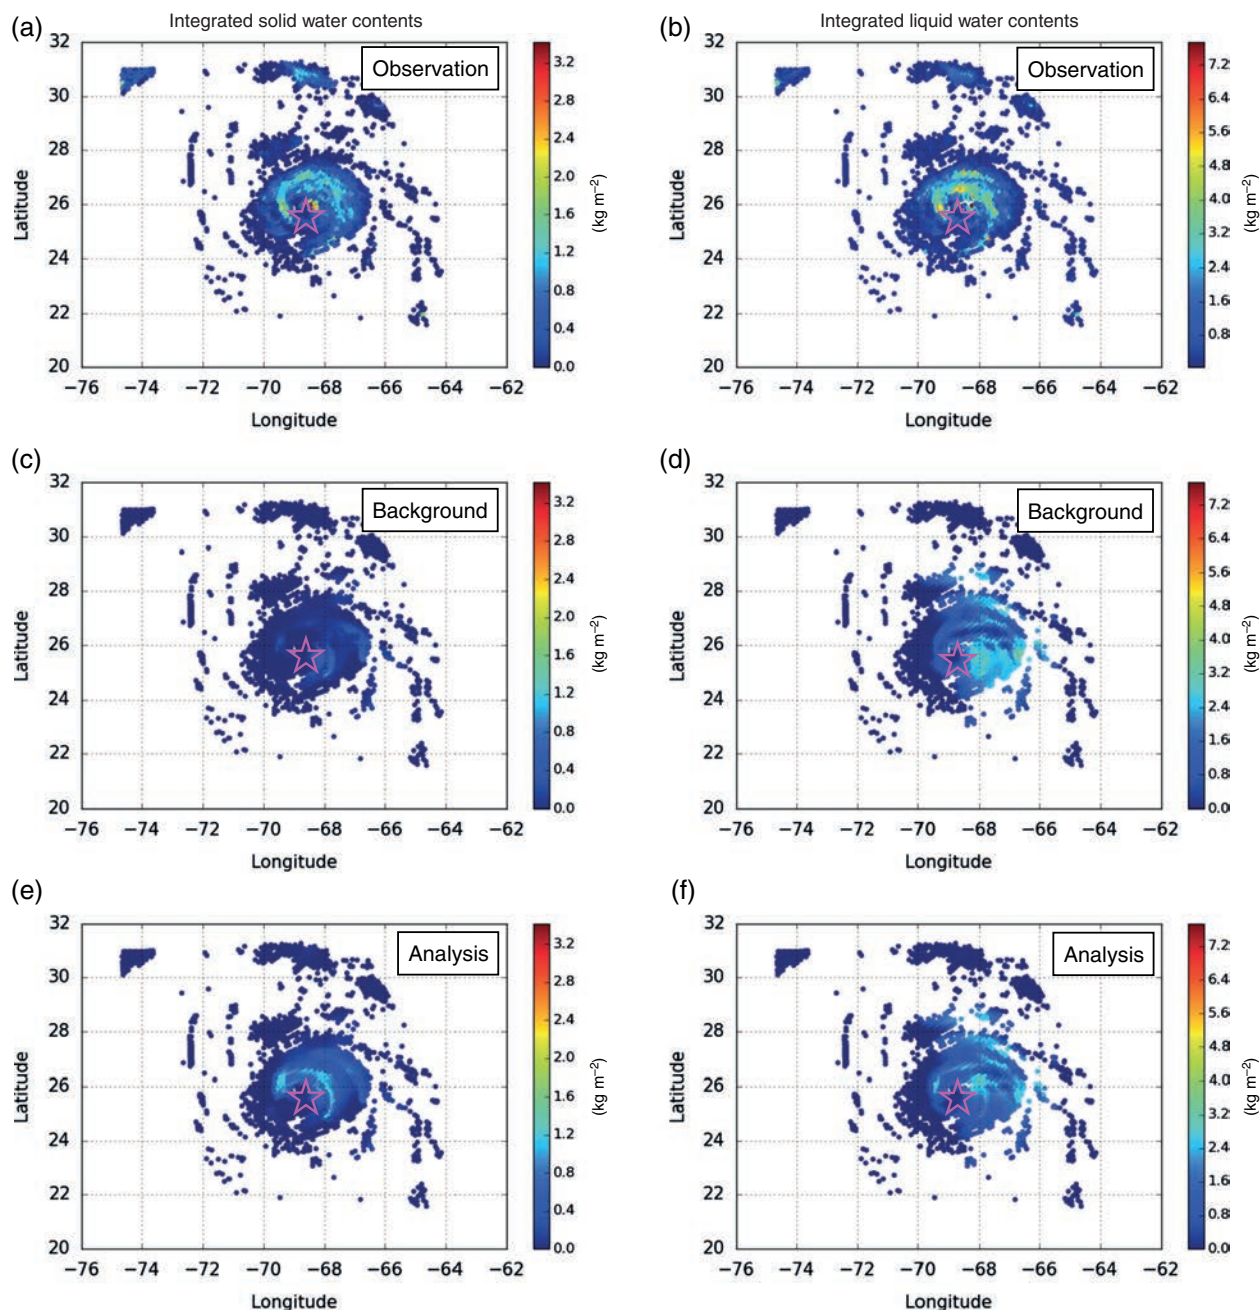 (a) Integrated solid water contents
Observation
32
30
28
26
24
22
20
Latitude
−76 −74 −72 −70 −68 −66 −64 −62
Longitude
3.2
2.8
2.4
2.0
1.6
1.2
0.8
0.4
0.0
(kg m−2)
(b) Integrated liquid water contents
Observation
32
30
28
26
24
22
20
Latitude
−76 −74 −72 −70 −68 −66 −64 −62
Longitude
7.2
6.4
5.6
4.8
4.0
3.2
2.4
1.6
0.8
(kg m−2)
(c)
Background
32
30
28
26
24
22
20
Latitude
−76 −74 −72 −70 −68 −66 −64 −62
Longitude
3.2
2.8
2.4
2.0
1.6
1.2
0.8
0.4
0.0
(kg m−2)
(d)
Background
32
30
28
26
24
22
20
Latitude
−76 −74 −72 −70 −68 −66 −64 −62
Longitude
7.2
6.4
5.6
4.8
4.0
3.2
2.4
1.6
0.8
0.0
(kg m−2)
(e)
Analysis
32
30
28
26
24
22
20
Latitude
−76 −74 −72 −70 −68 −66 −64 −62
Longitude
3.2
2.8
2.4
2.0
1.6
1.2
0.8
0.4
0.0
(kg m−2)
(f)
Analysis
32
30
28
26
24
22
20
Latitude
−76 −74 −72 −70 −68 −66 −64 −62
Longitude
7.2
6.4
5.6
4.8
4.0
3.2
2.4
1.6
0.8
0.0
(kg m−2)